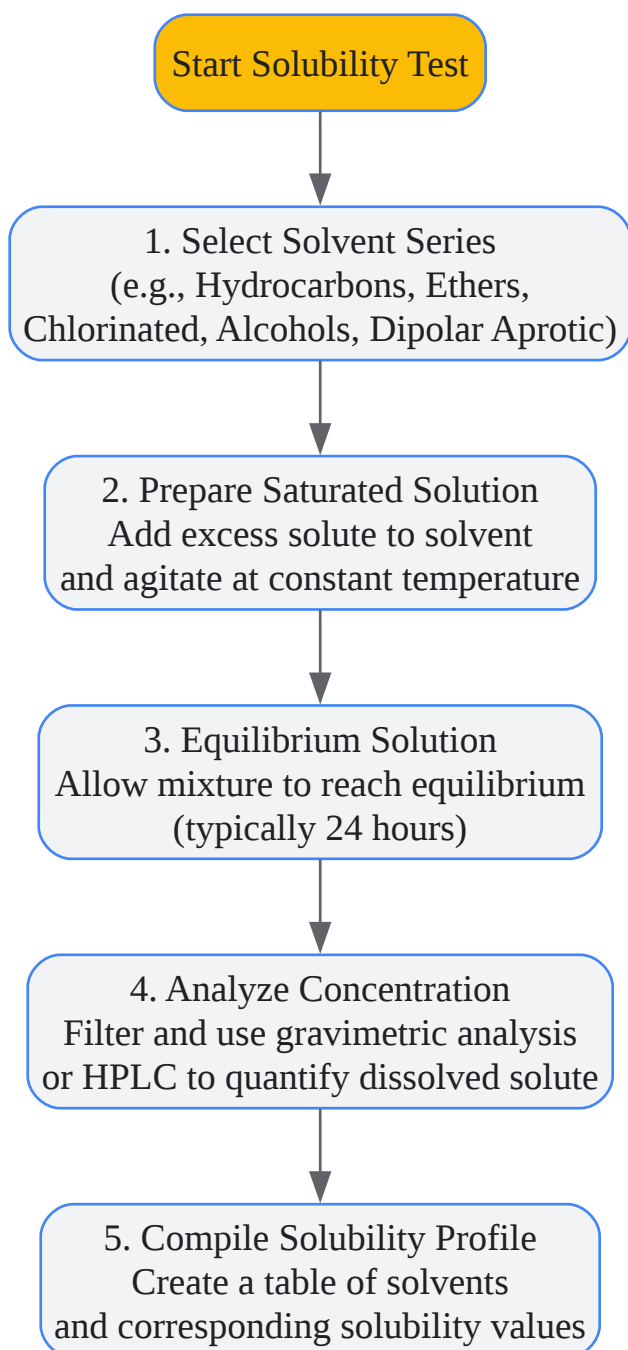 Start Solubility Test
1. Select Solvent Series
(e.g., Hydrocarbons, Ethers,
Chlorinated, Alcohols, Dipolar Aprotic)
2. Prepare Saturated Solution
Add excess solute to solvent
and agitate at constant temperature
3. Equilibrium Solution
Allow mixture to reach equilibrium
(typically 24 hours)
4. Analyze Concentration
Filter and use gravimetric analysis
or HPLC to quantify dissolved solute
5. Compile Solubility Profile
Create a table of solvents
and corresponding solubility values